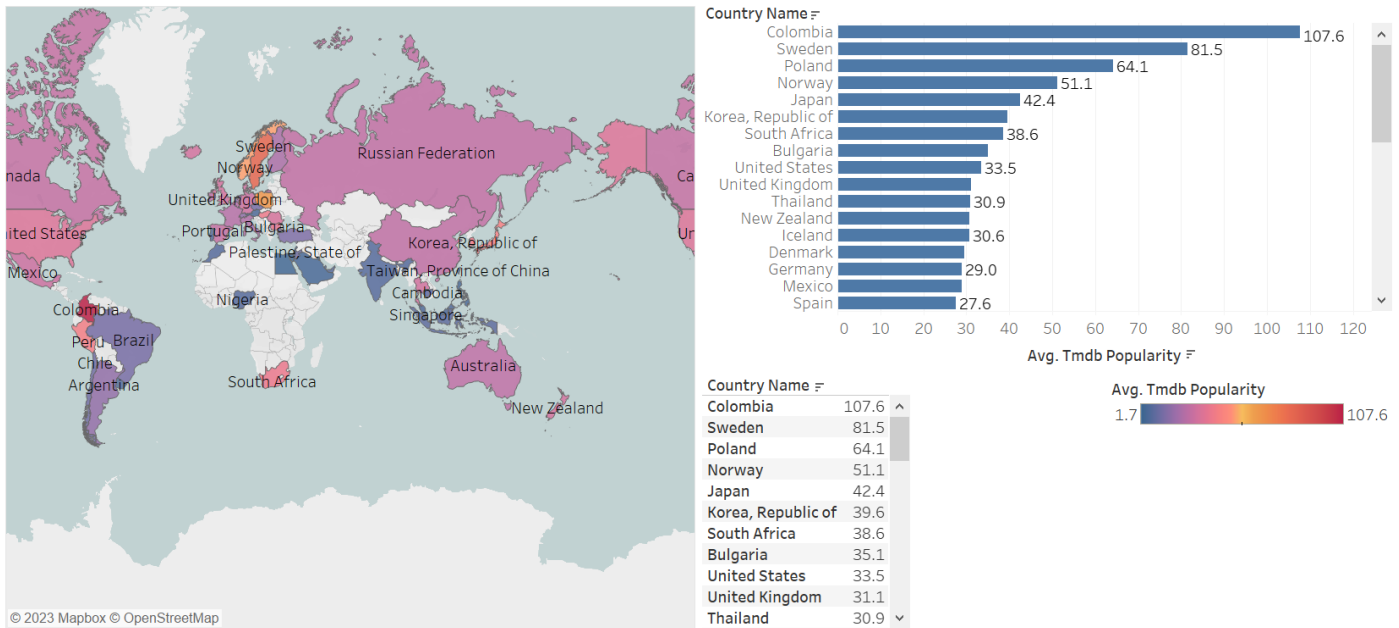 Sweden
Norway
Russian Federation
nada
Ca
United Kingdom
ited States
Portugal
Bulgaria
Ur
Korea, Republic of
Palestine, State of
Mexico
Taiwan, Province of China
Nigeria
Cambodia
Colombia
Singapore
Peru
Brazil
Chile
Australia
Argentina
South Africa
New Zealand
© 2023 Mapbox © OpenStreetMap
Country Name
Colombia 107.6
Sweden 81.5
Poland 64.1
Norway 51.1
Japan 42.4
Korea, Republic of
South Africa 38.6
Bulgaria
United States 33.5
United Kingdom
Thailand 30.9
New Zealand
Iceland 30.6
Denmark
Germany 29.0
Mexico
Spain 27.6
0 10 20 30 40 50 60 70 80 90 100 110 120
Avg. Tmdb Popularity
Country Name
Colombia 107.6
Sweden 81.5
Poland 64.1
Norway 51.1
Japan 42.4
Korea, Republic of 39.6
South Africa 38.6
Bulgaria 35.1
United States 33.5
United Kingdom 31.1
Thailand 30.9
Avg. Tmdb Popularity
1.7 107.6